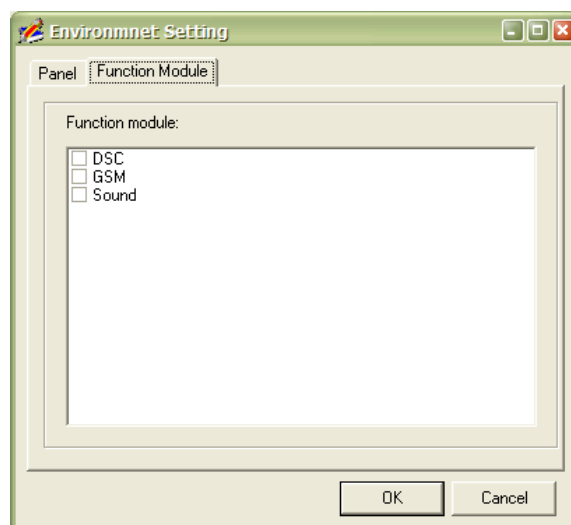 Environmnet Setting
Panel Function Module
Function module:
DSC
GSM
Sound
OK Cancel